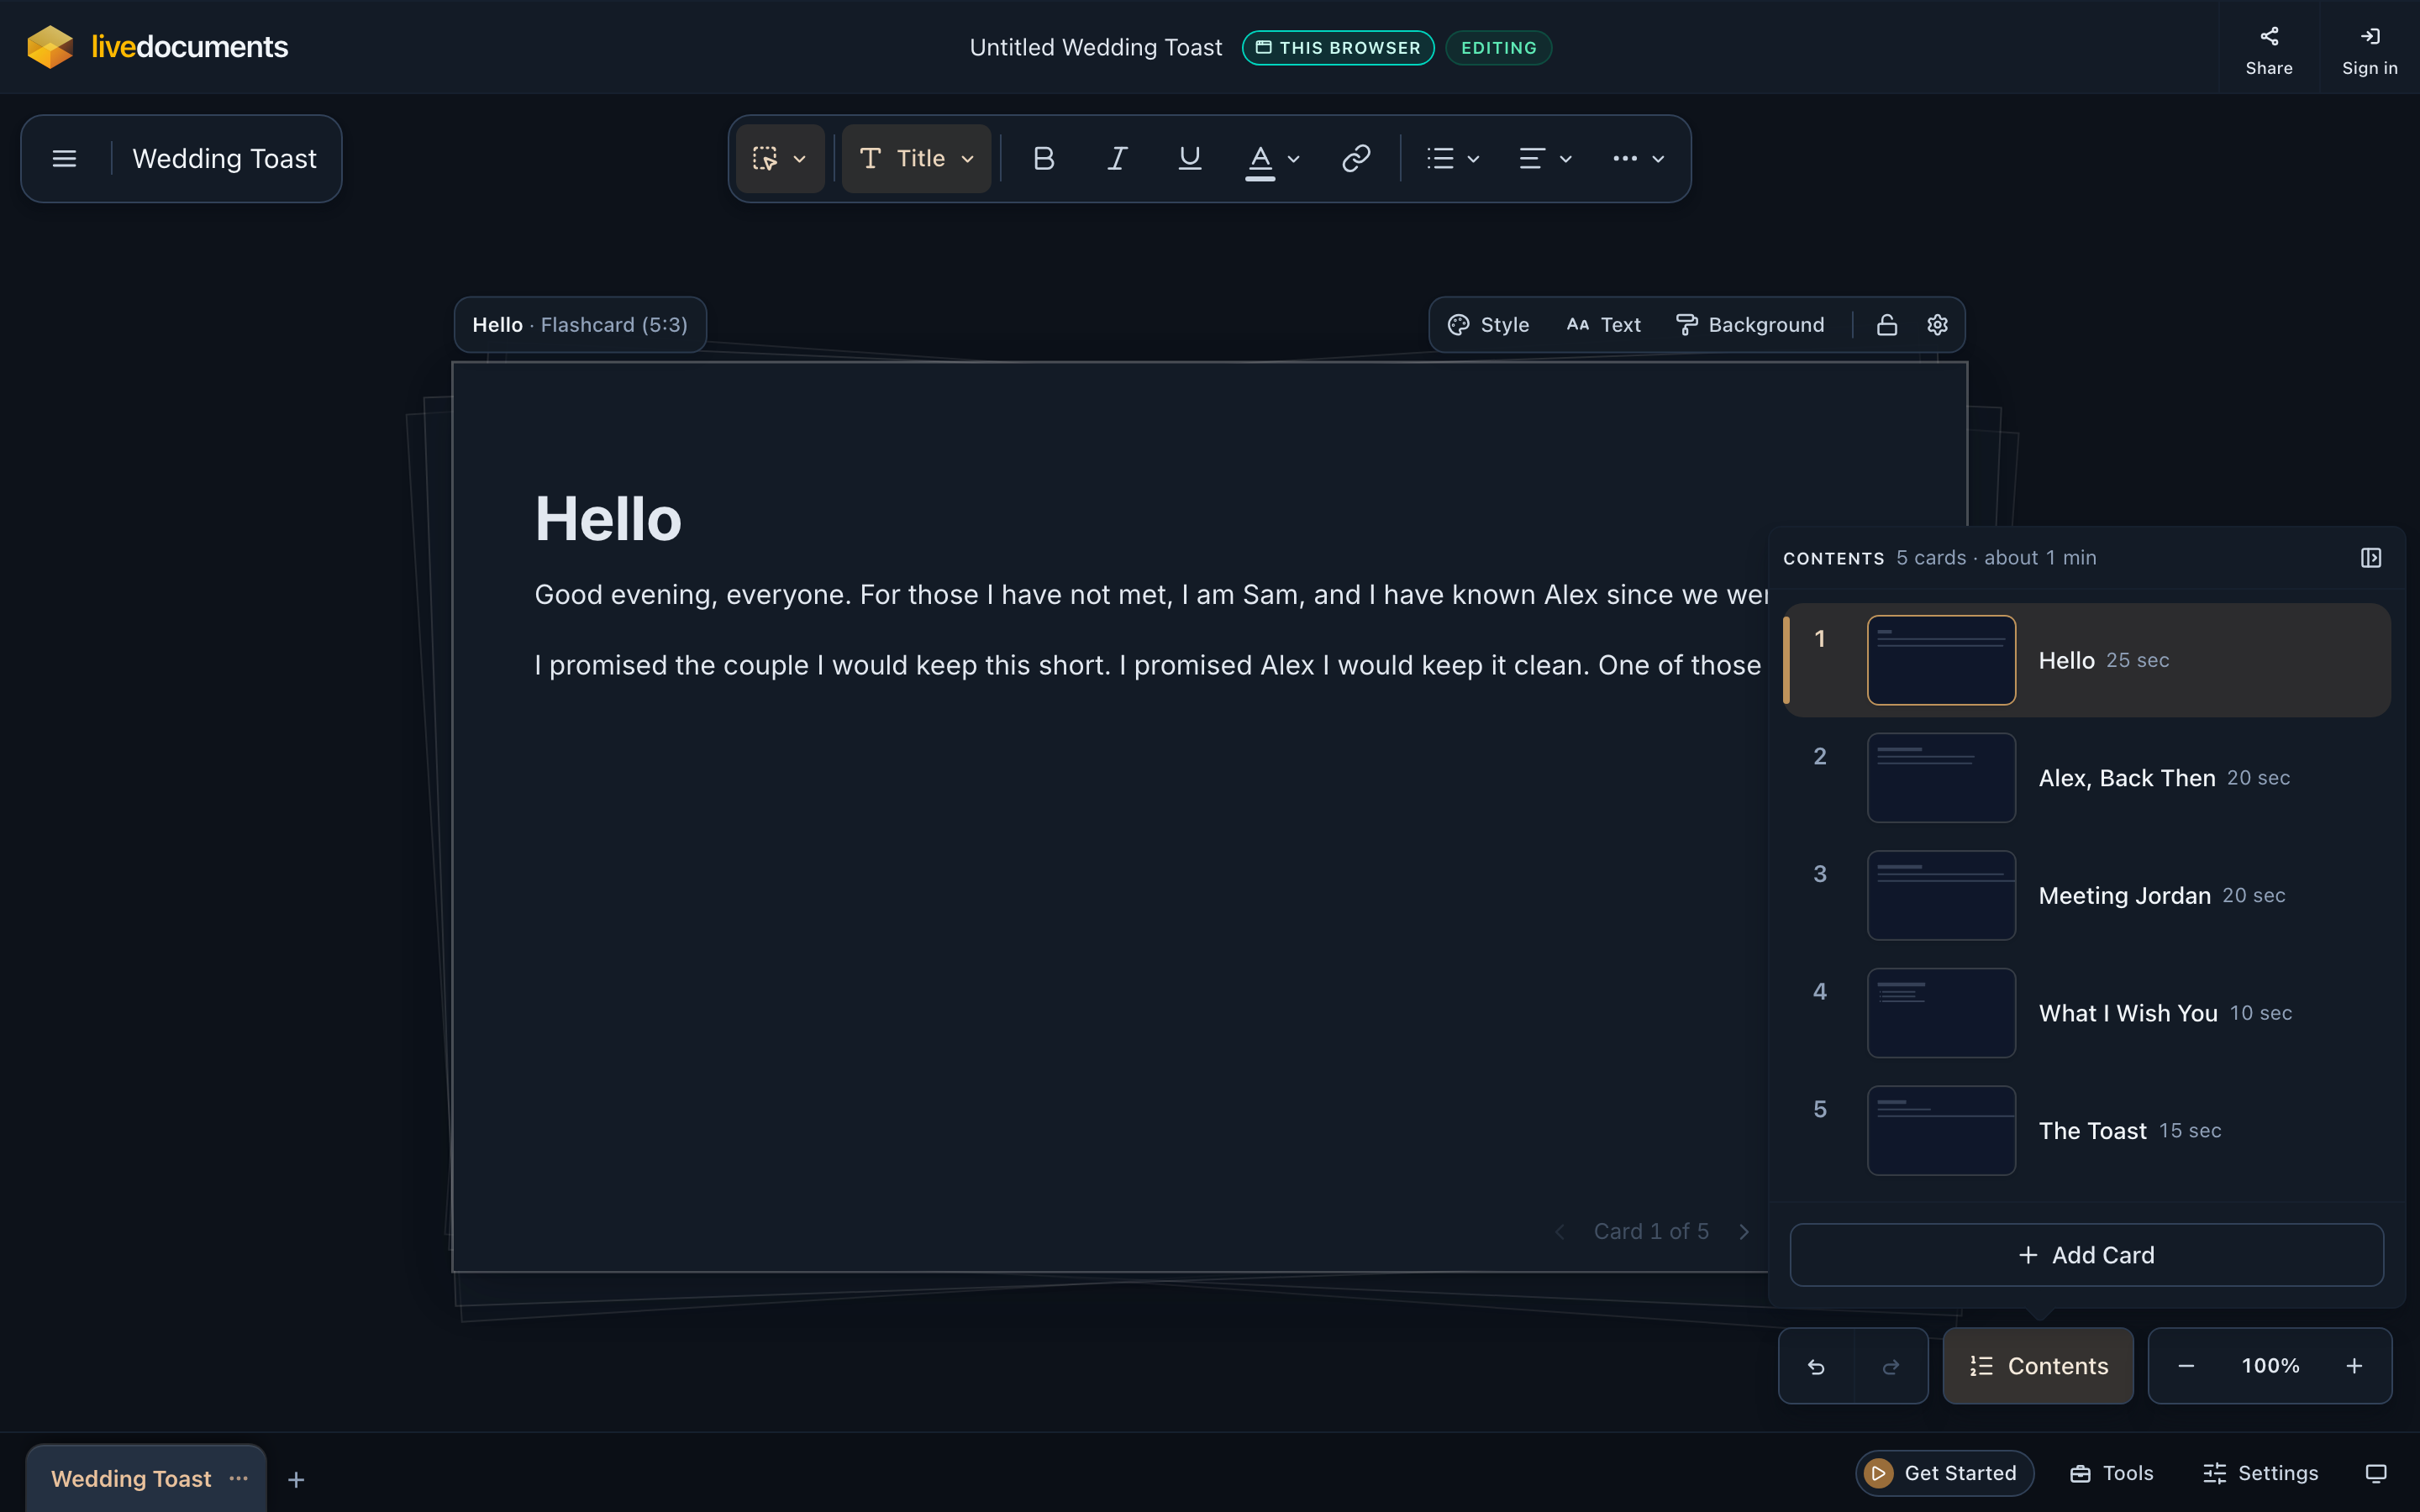 livedocuments
Untitled Wedding Toast
THIS BROWSER
EDITING
Share
Sign in
Wedding Toast
Title
Hello · Flashcard (5:3)
Style
Text
Background
Hello
Good evening, everyone. For those I have not met, I am Sam, and I have known Alex since we
I promised the couple I would keep this short. I promised Alex I would keep it clean. One of those
Card 1 of 5
CONTENTS 5 cards · about 1 min
1 Hello 25 sec
2 Alex, Back Then 20 sec
3 Meeting Jordan 20 sec
4 What I Wish You 10 sec
5 The Toast 15 sec
+ Add Card
Contents
100%
Wedding Toast
Get Started
Tools
Settings